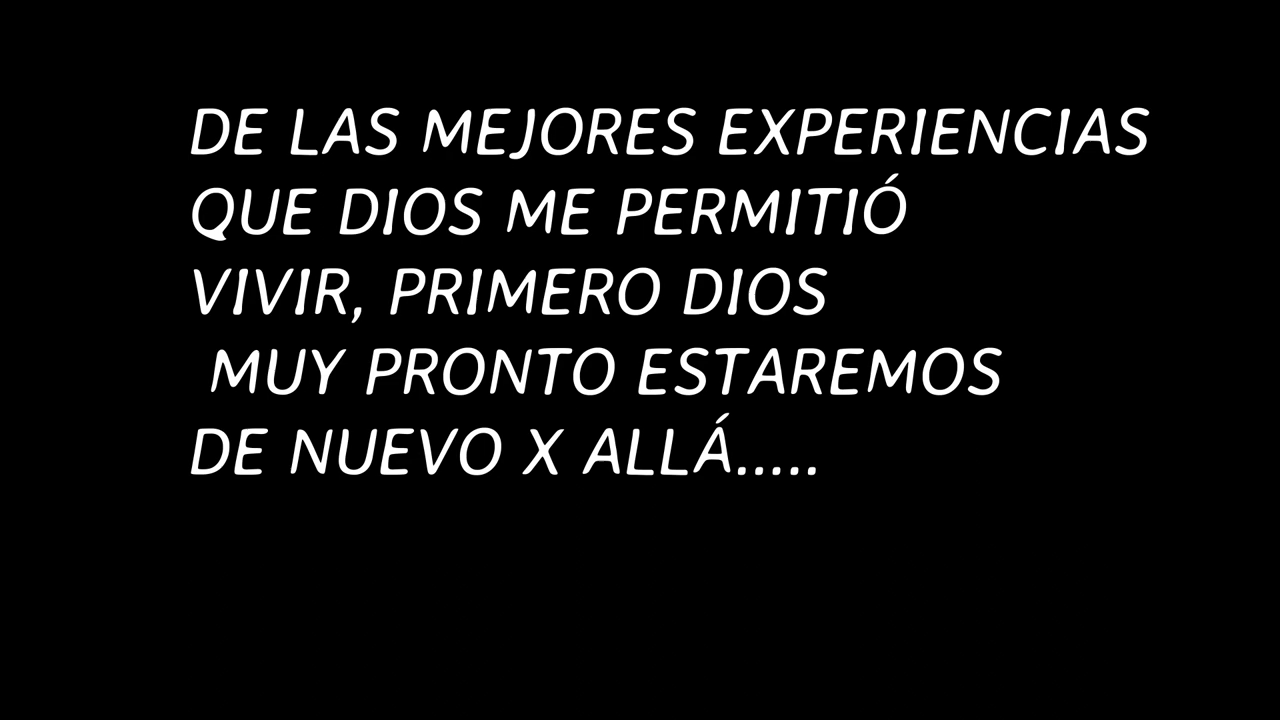 DE LAS MEJORES EXPERIENCIAS
QUE DIOS ME PERMITIÓ
VIVIR, PRIMERO DIOS
MUY PRONTO ESTAREMOS
DE NUEVO X ALLÁ.....